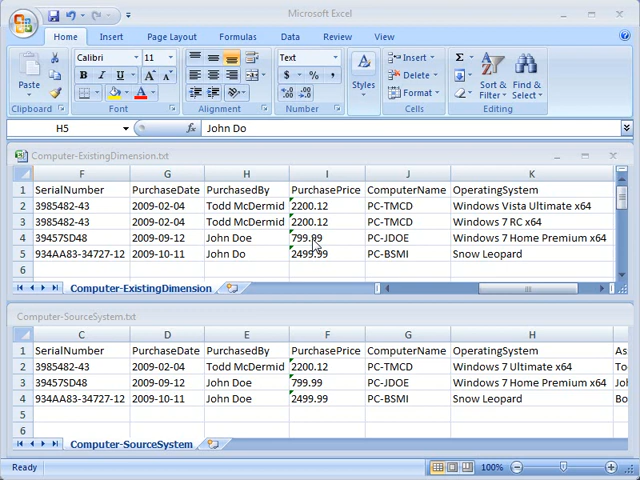 Microsoft Excel
Home Insert Page Layout Formulas Data Review View
Paste
Clipboard
Calibri 11
B I U A A
A
Font
Alignment
Text
$ % ,
Number
Styles
Insert
Delete
Format
Cells
Σ
Sort & Filter
Find & Select
Editing
H5 fx John Do
Computer-ExistingDimension.txt
F G H I J K
1 SerialNumber PurchaseDate PurchasedBy PurchasePrice ComputerName OperatingSystem
2 3985482-43 2009-02-04 Todd McDermid 2200.12 PC-TMCD Windows Vista Ultimate x64
3 3985482-43 2009-02-04 Todd McDermid 2200.12 PC-TMCD Windows 7 RC x64
4 39457SD48 2009-09-12 John Doe 799.99 PC-JDOE Windows 7 Home Premium x64
5 934AA83-34727-12 2009-10-11 John Do 2499.99 PC-BSMI Snow Leopard
6
Computer-ExistingDimension
Computer-SourceSystem.txt
C D E F G H
1 SerialNumber PurchaseDate PurchasedBy PurchasePrice ComputerName OperatingSystem As
2 3985482-43 2009-02-04 Todd McDermid 2200.12 PC-TMCD Windows 7 Ultimate x64 To
3 39457SD48 2009-09-12 John Doe 799.99 PC-JDOE Windows 7 Home Premium x64 Jo
4 934AA83-34727-12 2009-10-11 John Doe 2499.99 PC-BSMI Snow Leopard Bo
5
6
Computer-SourceSystem
Ready 100%